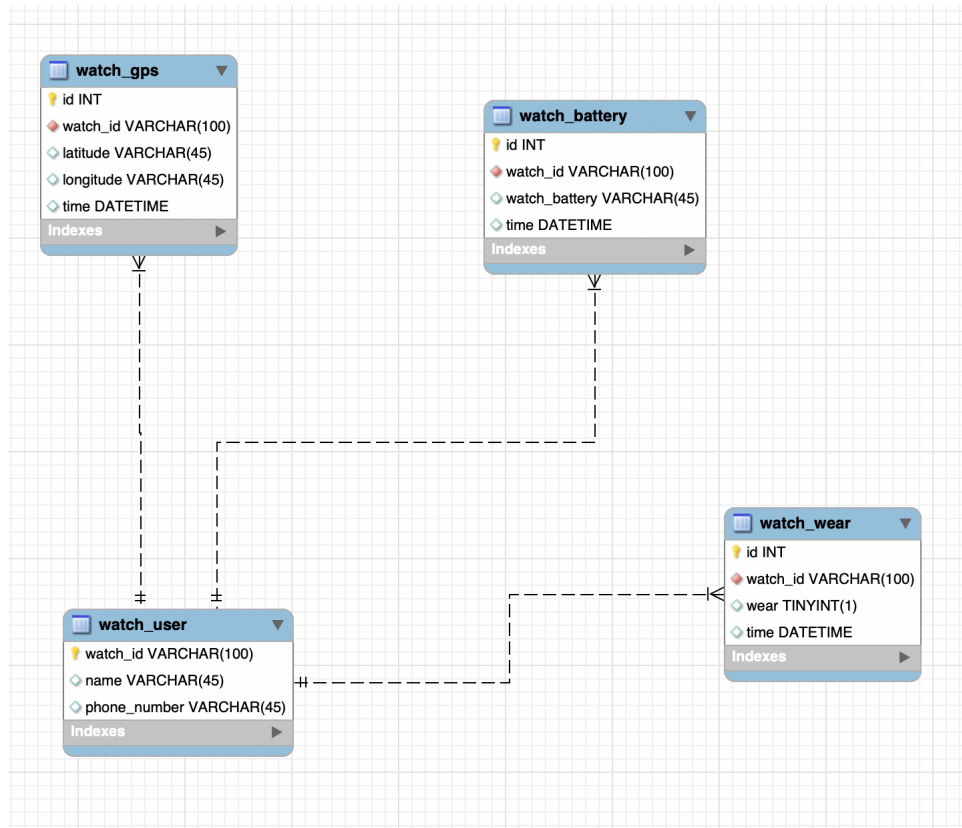 watch_gps
id INT
watch_id VARCHAR(100)
latitude VARCHAR(45)
longitude VARCHAR(45)
time DATETIME
Indexes
watch_battery
id INT
watch_id VARCHAR(100)
watch_battery VARCHAR(45)
time DATETIME
Indexes
watch_wear
id INT
watch_id VARCHAR(100)
wear TINYINT(1)
time DATETIME
Indexes
watch_user
watch_id VARCHAR(100)
name VARCHAR(45)
phone_number VARCHAR(45)
Indexes